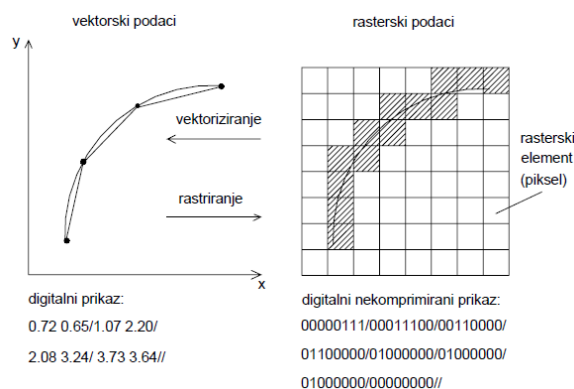 vektorski podaci
rasterski podaci
y
vektoriziranje
rastriranje
x
rasterski
element
(piksel)
digitalni prikaz:
0.72 0.65/1.07 2.20/
2.08 3.24/ 3.73 3.64//
digitalni nekomprimirani prikaz:
00000111/00011100/00110000/
01100000/01000000/01000000/
01000000/00000000//